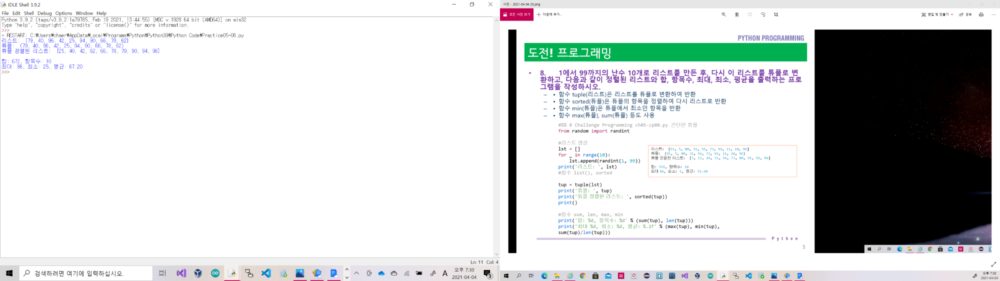 IDLE Shell 3.9.2
File Edit Shell Debug Options Window Help
Python 3.9.2 (tags/v3.9.2:1a79785, Feb 19 2021, 13:44:55) [MSC v.1928 64 bit (AMD64)] on win32
Type "help", "copyright", "credits" or "license()" for more information.
>>>
= RESTART: C:₩Users₩chaer₩AppData₩Local₩Programs₩Python₩Python39₩Python Code₩Practice05-08.py
리스트:  [79, 40, 96, 42, 25, 94, 90, 66, 78, 62]
튜플:  (79, 40, 96, 42, 25, 94, 90, 66, 78, 62)
튜플 정렬된 리스트:  [25, 40, 42, 62, 66, 78, 79, 90, 94, 96]
합: 672, 항목수: 10
최대: 96, 최소: 25, 평균: 67.20
>>>
Ln: 11 Col: 4
검색하려면 여기에 입력하십시오.
A
오후 7:30
2021-04-04
3
사진 - 2021-04-04 (3).png
모든 사진 보기
다음에 추가..
편집 및 만들기
공유
PYTHON PROGRAMMING
도전! 프로그래밍
• 8. 1에서 99까지의 난수 10개로 리스트를 만든 후, 다시 이 리스트를 튜플로 변
환하고, 다음과 같이 정렬된 리스트와 합, 항목수, 최대, 최소, 평균을 출력하는 프로
그램을 작성하시오.
– • 함수 tuple(리스트)은 리스트를 튜플로 변환하여 반환
– • 함수 sorted(튜플)은 튜플의 항목을 정렬하여 다시 리스트로 반환
– • 함수 min(튜플)은 튜플에서 최소인 항목을 반환
– • 함수 max(튜플), sum(튜플) 등도 사용
#%% 8 Challenge Programming ch05-cp08.py 간단한 튜플
from random import randint
#리스트 생성
lst = []
for _ in range(10):
    lst.append(randint(1, 99))
print('리스트: ', lst)
#함수 list(), sorted
tup = tuple(lst)
print('튜플: ', tup)
print('튜플 정렬된 리스트: ', sorted(tup))
print()
#함수 sum, len, max, min
print('합: %d, 항목수: %d' % (sum(tup), len(tup)))
print('최대 %d, 최소: %d, 평균: %.2f' % (max(tup), min(tup),
sum(tup)/len(tup)))
리스트:  [91, 5, 80, 31, 56, 73, 92, 11, 24, 96]
튜플:  (91, 5, 80, 31, 56, 73, 92, 11, 24, 96)
튜플 정렬된 리스트:  [5, 11, 24, 31, 56, 73, 80, 91, 92, 96]
합: 559, 항목수: 10
최대 96, 최소: 5, 평균: 55.90
Python
5
오후 7:30
2021-04-04